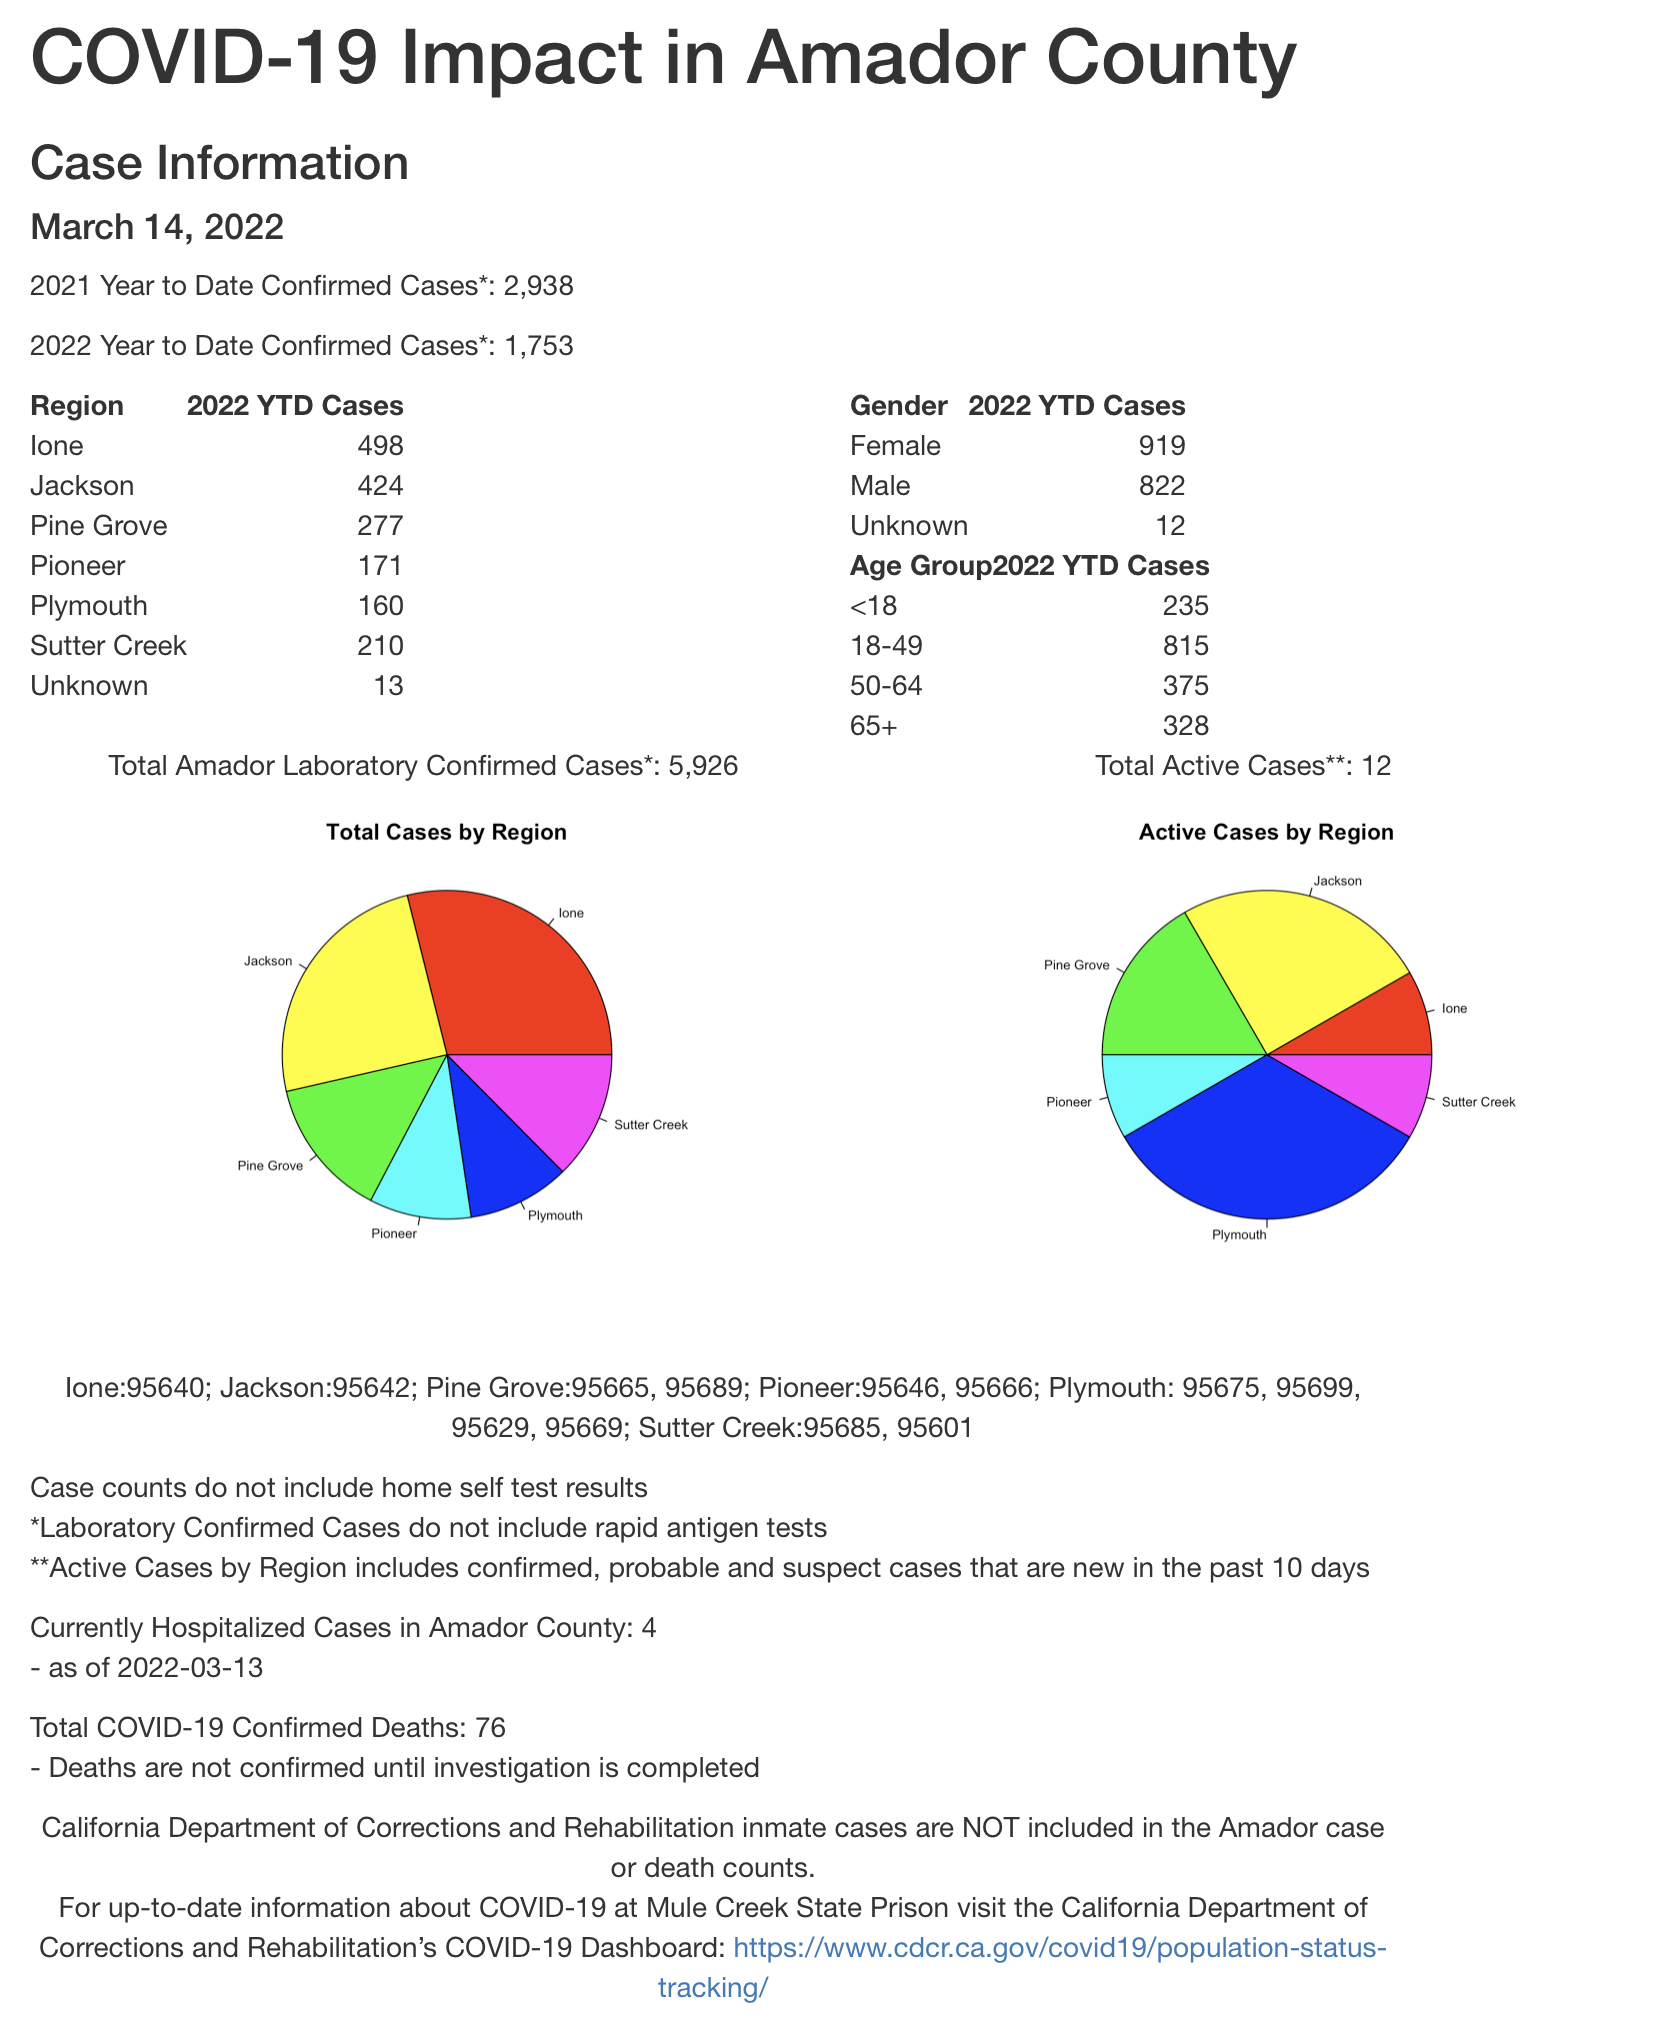 COVID-19 Impact in Amador County
Case Information
March 14, 2022
2021 Year to Date Confirmed Cases*: 2,938
2022 Year to Date Confirmed Cases*: 1,753
Region 2022 YTD Cases
Ione 498
Jackson 424
Pine Grove 277
Pioneer 171
Plymouth 160
Sutter Creek 210
Unknown 13
Gender 2022 YTD Cases
Female 919
Male 822
Unknown 12
Age Group2022 YTD Cases
<18 235
18-49 815
50-64 375
65+ 328
Total Amador Laboratory Confirmed Cases*: 5,926
Total Active Cases**: 12
Total Cases by Region
Ione
Jackson
Pine Grove
Pioneer
Plymouth
Sutter Creek
Active Cases by Region
Jackson
Pine Grove
Ione
Pioneer
Sutter Creek
Plymouth
Ione:95640; Jackson:95642; Pine Grove:95665, 95689; Pioneer:95646, 95666; Plymouth: 95675, 95699,
95629, 95669; Sutter Creek:95685, 95601
Case counts do not include home self test results
*Laboratory Confirmed Cases do not include rapid antigen tests
**Active Cases by Region includes confirmed, probable and suspect cases that are new in the past 10 days
Currently Hospitalized Cases in Amador County: 4
- as of 2022-03-13
Total COVID-19 Confirmed Deaths: 76
- Deaths are not confirmed until investigation is completed
California Department of Corrections and Rehabilitation inmate cases are NOT included in the Amador case
or death counts.
For up-to-date information about COVID-19 at Mule Creek State Prison visit the California Department of
Corrections and Rehabilitation’s COVID-19 Dashboard: https://www.cdcr.ca.gov/covid19/population-status-
tracking/